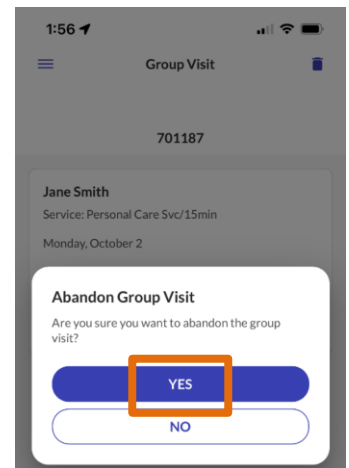 1:56
Group Visit
701187
Jane Smith
Service: Personal Care Svc/15min
Monday, October 2
Abandon Group Visit
Are you sure you want to abandon the group
visit?
YES
NO